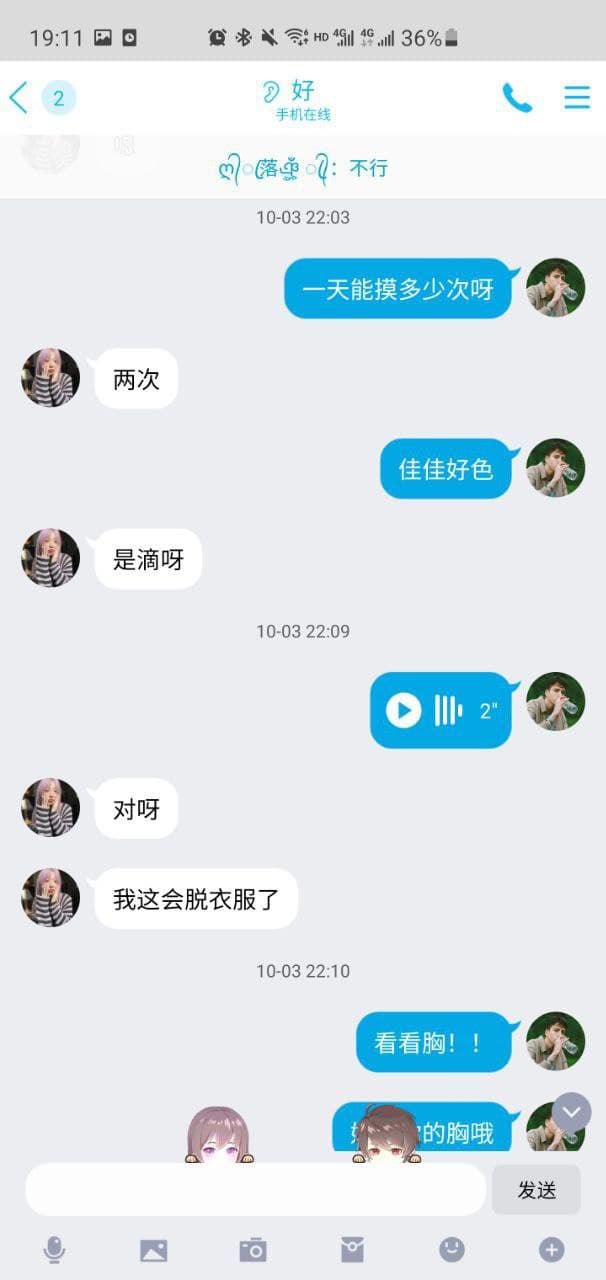 19:11 HD 4G 4G 36%
2 好
手机在线
落 : 不行
10-03 22:03
一天能摸多少次呀
两次
佳佳好色
是滴呀
10-03 22:09
2"
对呀
我这会脱衣服了
10-03 22:10
看看胸！！
的胸哦
发送